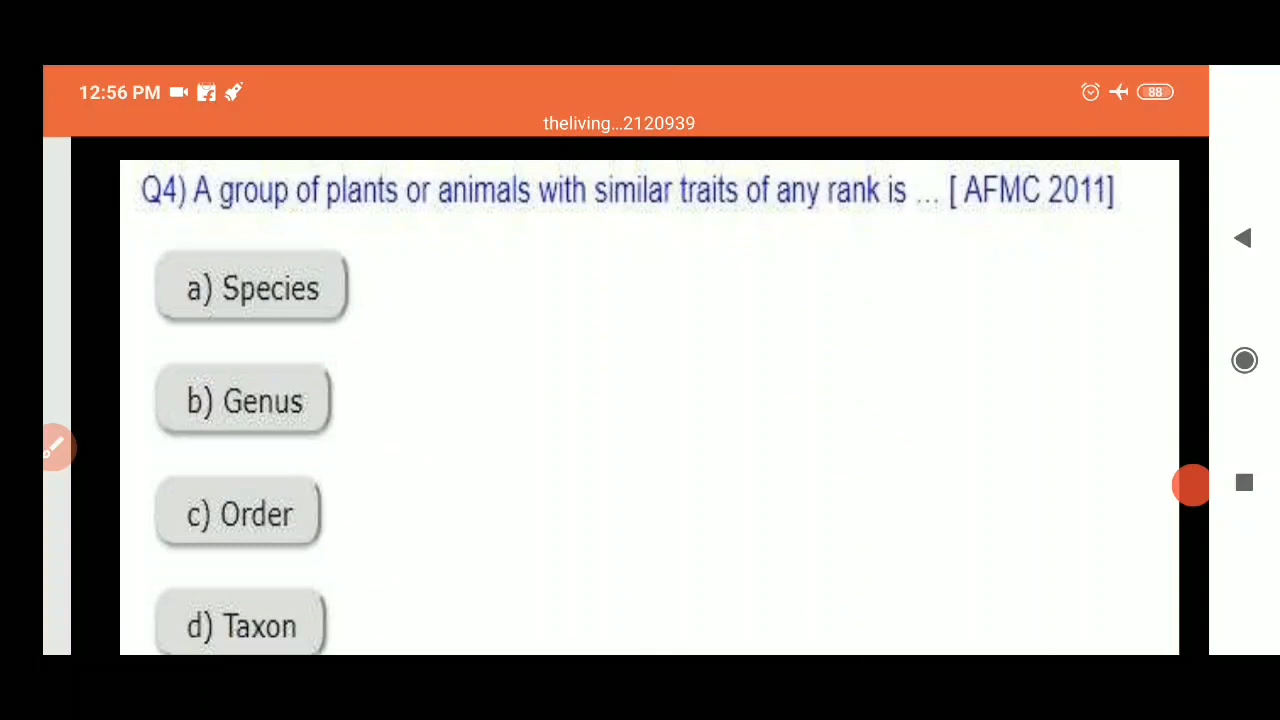 12:56 PM
88
theliving...2120939
Q4) A group of plants or animals with similar traits of any rank is ... [ AFMC 2011]
a) Species
b) Genus
c) Order
d) Taxon